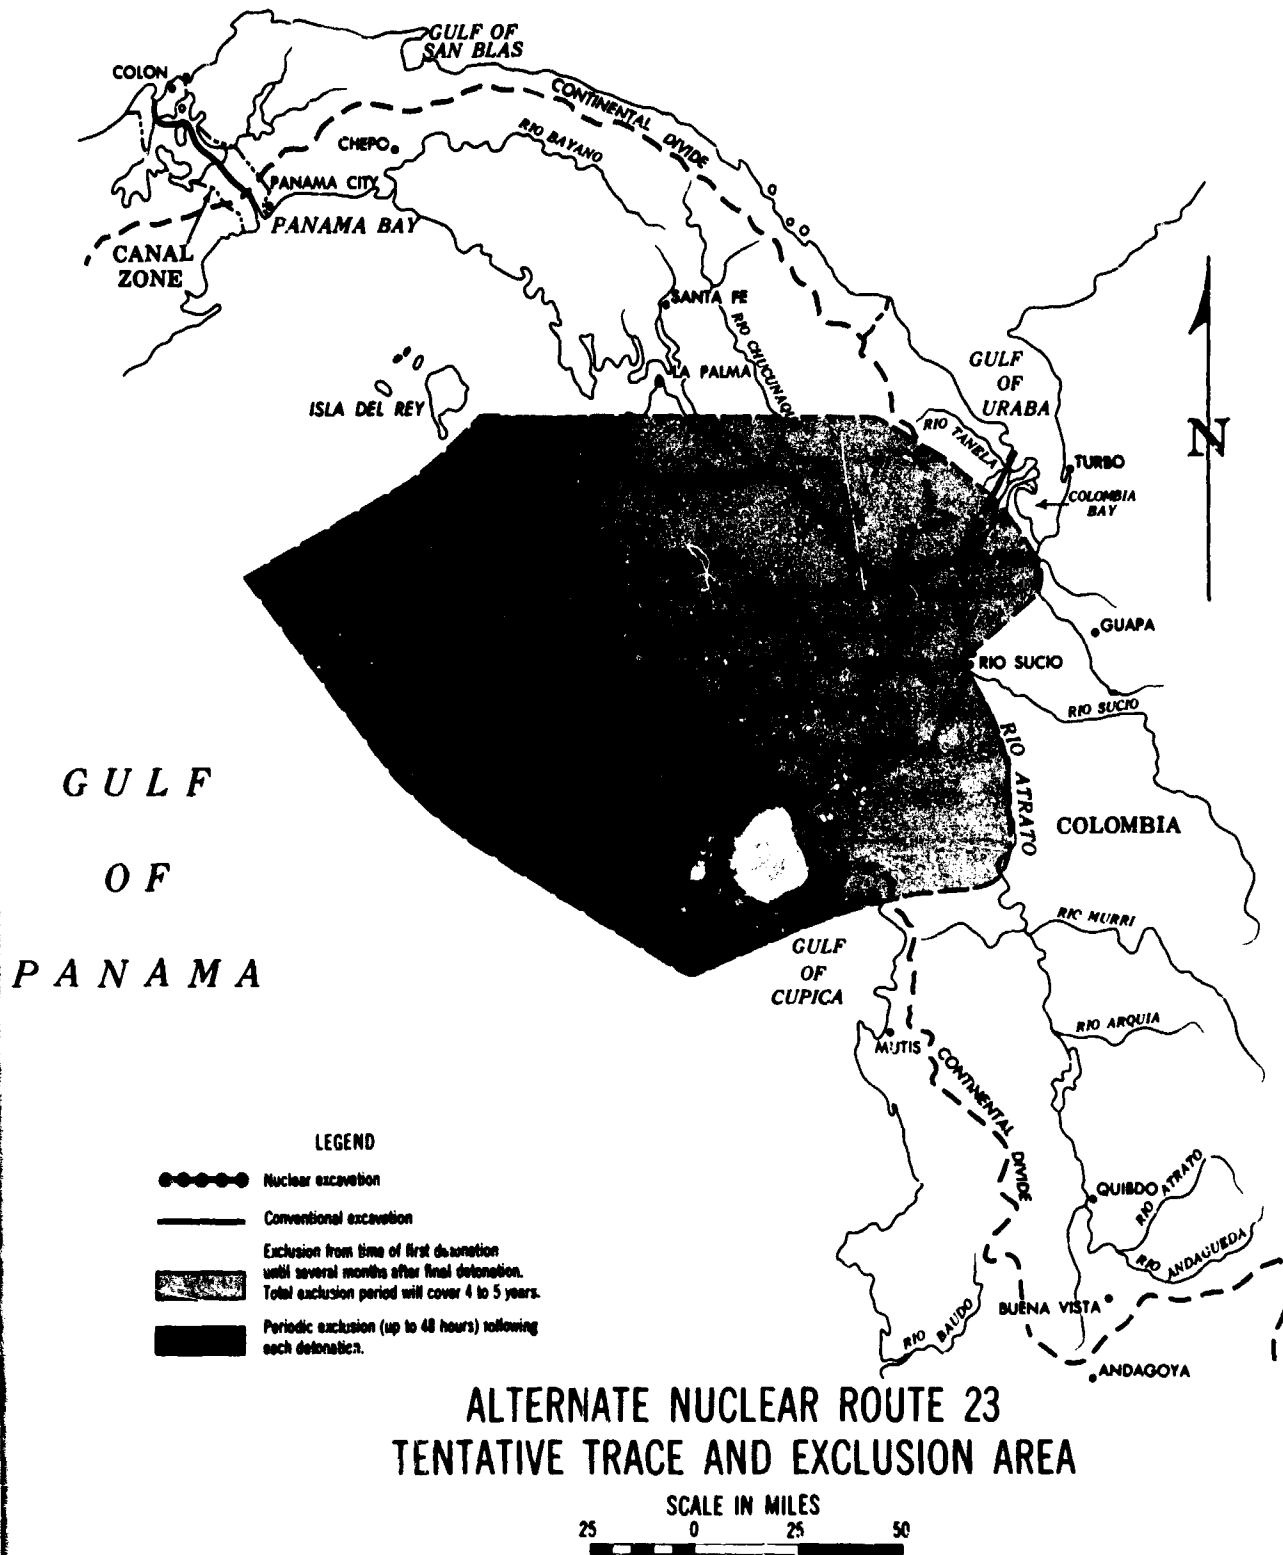 GULF OF
SAN BLAS
COLON
CONTINENTAL DIVIDE
CHEPO
RIO BAYANO
PANAMA CITY
PANAMA BAY
CANAL
ZONE
SANTA FE
RIO CHUCUNAQU
LA PALMA
ISLA DEL REY
GULF
OF
URABA
RIO TANELA
TURBO
COLOMBIA
BAY
N
GUAPA
RIO SUCIO
RIO SUCIO
RIO ATRATO
COLOMBIA
GULF
OF
PANAMA
RIO MURRI
GULF
OF
CUPICA
RIO ARQUIA
MUTIS
CONTINENTAL DIVIDE
QUIBDO
RIO ATRATO
RIO ANDAGUEDA
BUENA VISTA
RIO BAUDO
ANDAGOYA
LEGEND
Nuclear excavation
Conventional excavation
Exclusion from time of first detonation
until several months after final detonation.
Total exclusion period will cover 4 to 5 years.
Periodic exclusion (up to 48 hours) following
each detonation.
ALTERNATE NUCLEAR ROUTE 23
TENTATIVE TRACE AND EXCLUSION AREA
SCALE IN MILES
25 0 25 50